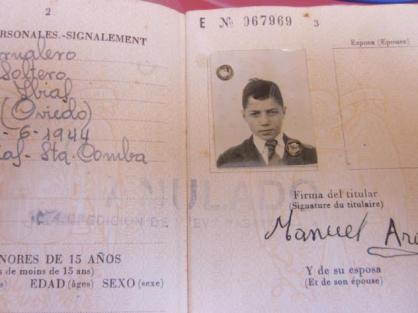 2
PERSONALES.-SIGNALEMENT
ornalero
Soltero
(Oviedo)
-6-1944
Sta. Comba
ANULADO
MENORES DE 15 AÑOS
de moins de 15 ans)
EDAD (âges) SEXO (sexe)
E Nº 067969 3
Esposa (Epouse)
Firma del titular
(Signature du titulaire)
Manuel
Y de su esposa
(Et de son épouse)